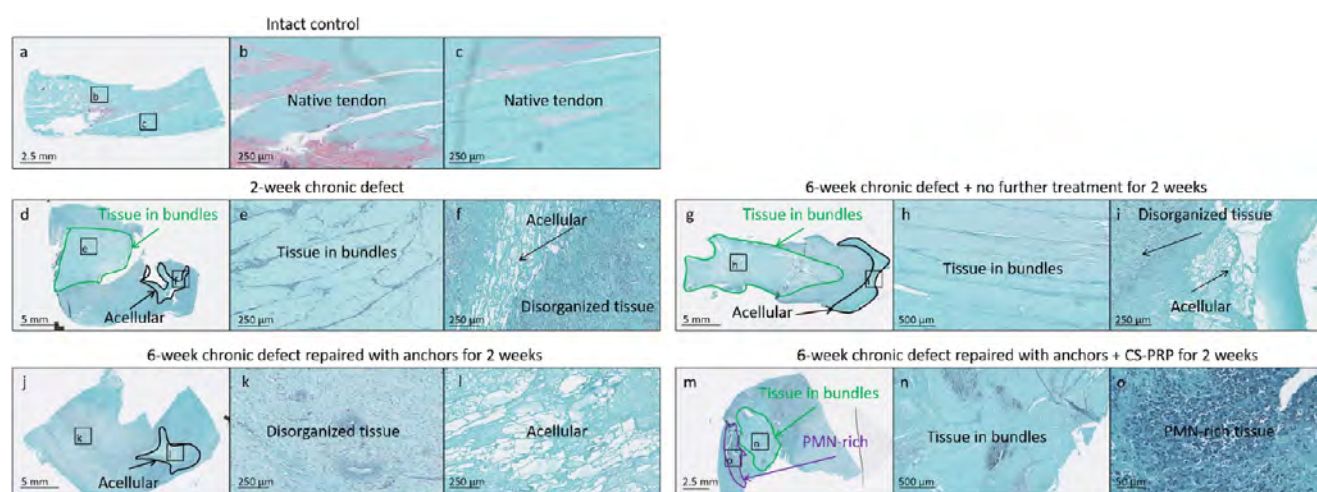 Intact control
a
b
c
2.5 mm
b
Native tendon
250 µm
c
Native tendon
250 µm
2-week chronic defect
d
Tissue in bundles
e
Acellular
5 mm
e
Tissue in bundles
250 µm
f
Acellular
Disorganized tissue
250 µm
6-week chronic defect + no further treatment for 2 weeks
g
Tissue in bundles
h
Acellular
5 mm
h
Tissue in bundles
500 µm
i
Disorganized tissue
Acellular
250 µm
6-week chronic defect repaired with anchors for 2 weeks
j
k
Acellular
5 mm
k
Disorganized tissue
250 µm
l
Acellular
250 µm
6-week chronic defect repaired with anchors + CS-PRP for 2 weeks
m
Tissue in bundles
n
PMN-rich
o
2.5 mm
n
Tissue in bundles
500 µm
o
PMN-rich tissue
50 µm